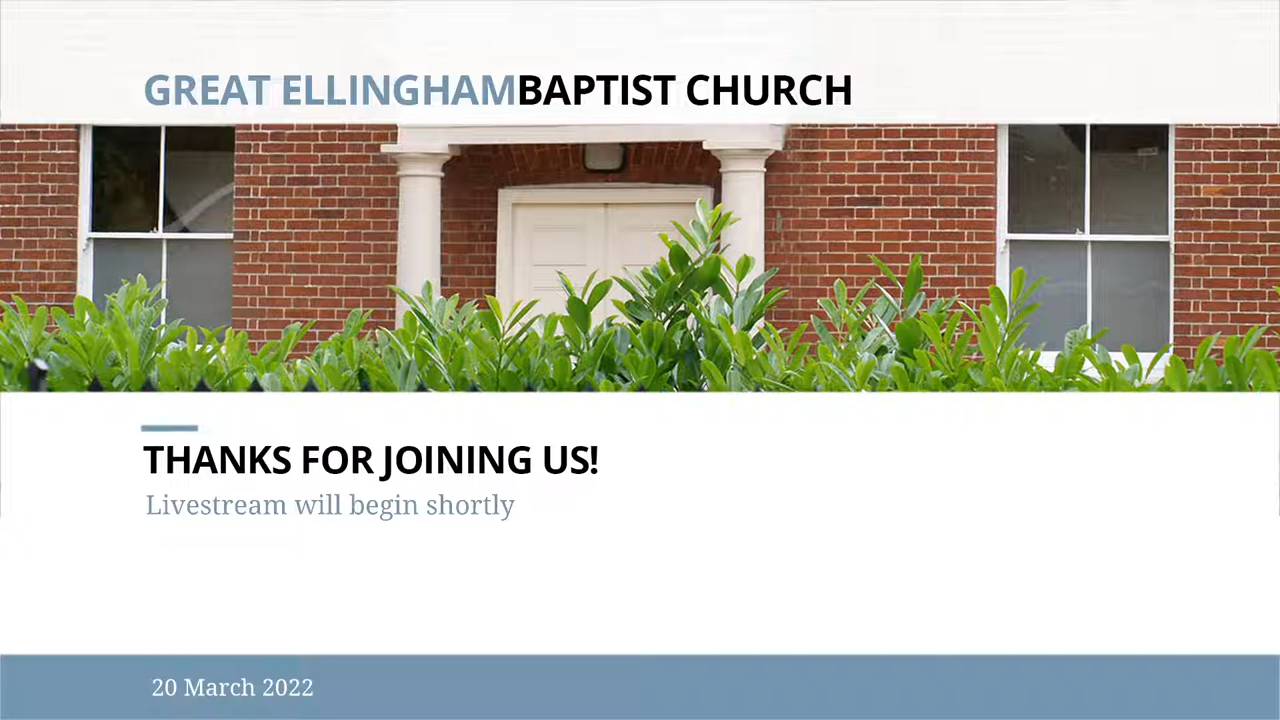 GREAT ELLINGHAMBAPTIST CHURCH
THANKS FOR JOINING US!
Livestream will begin shortly
20 March 2022